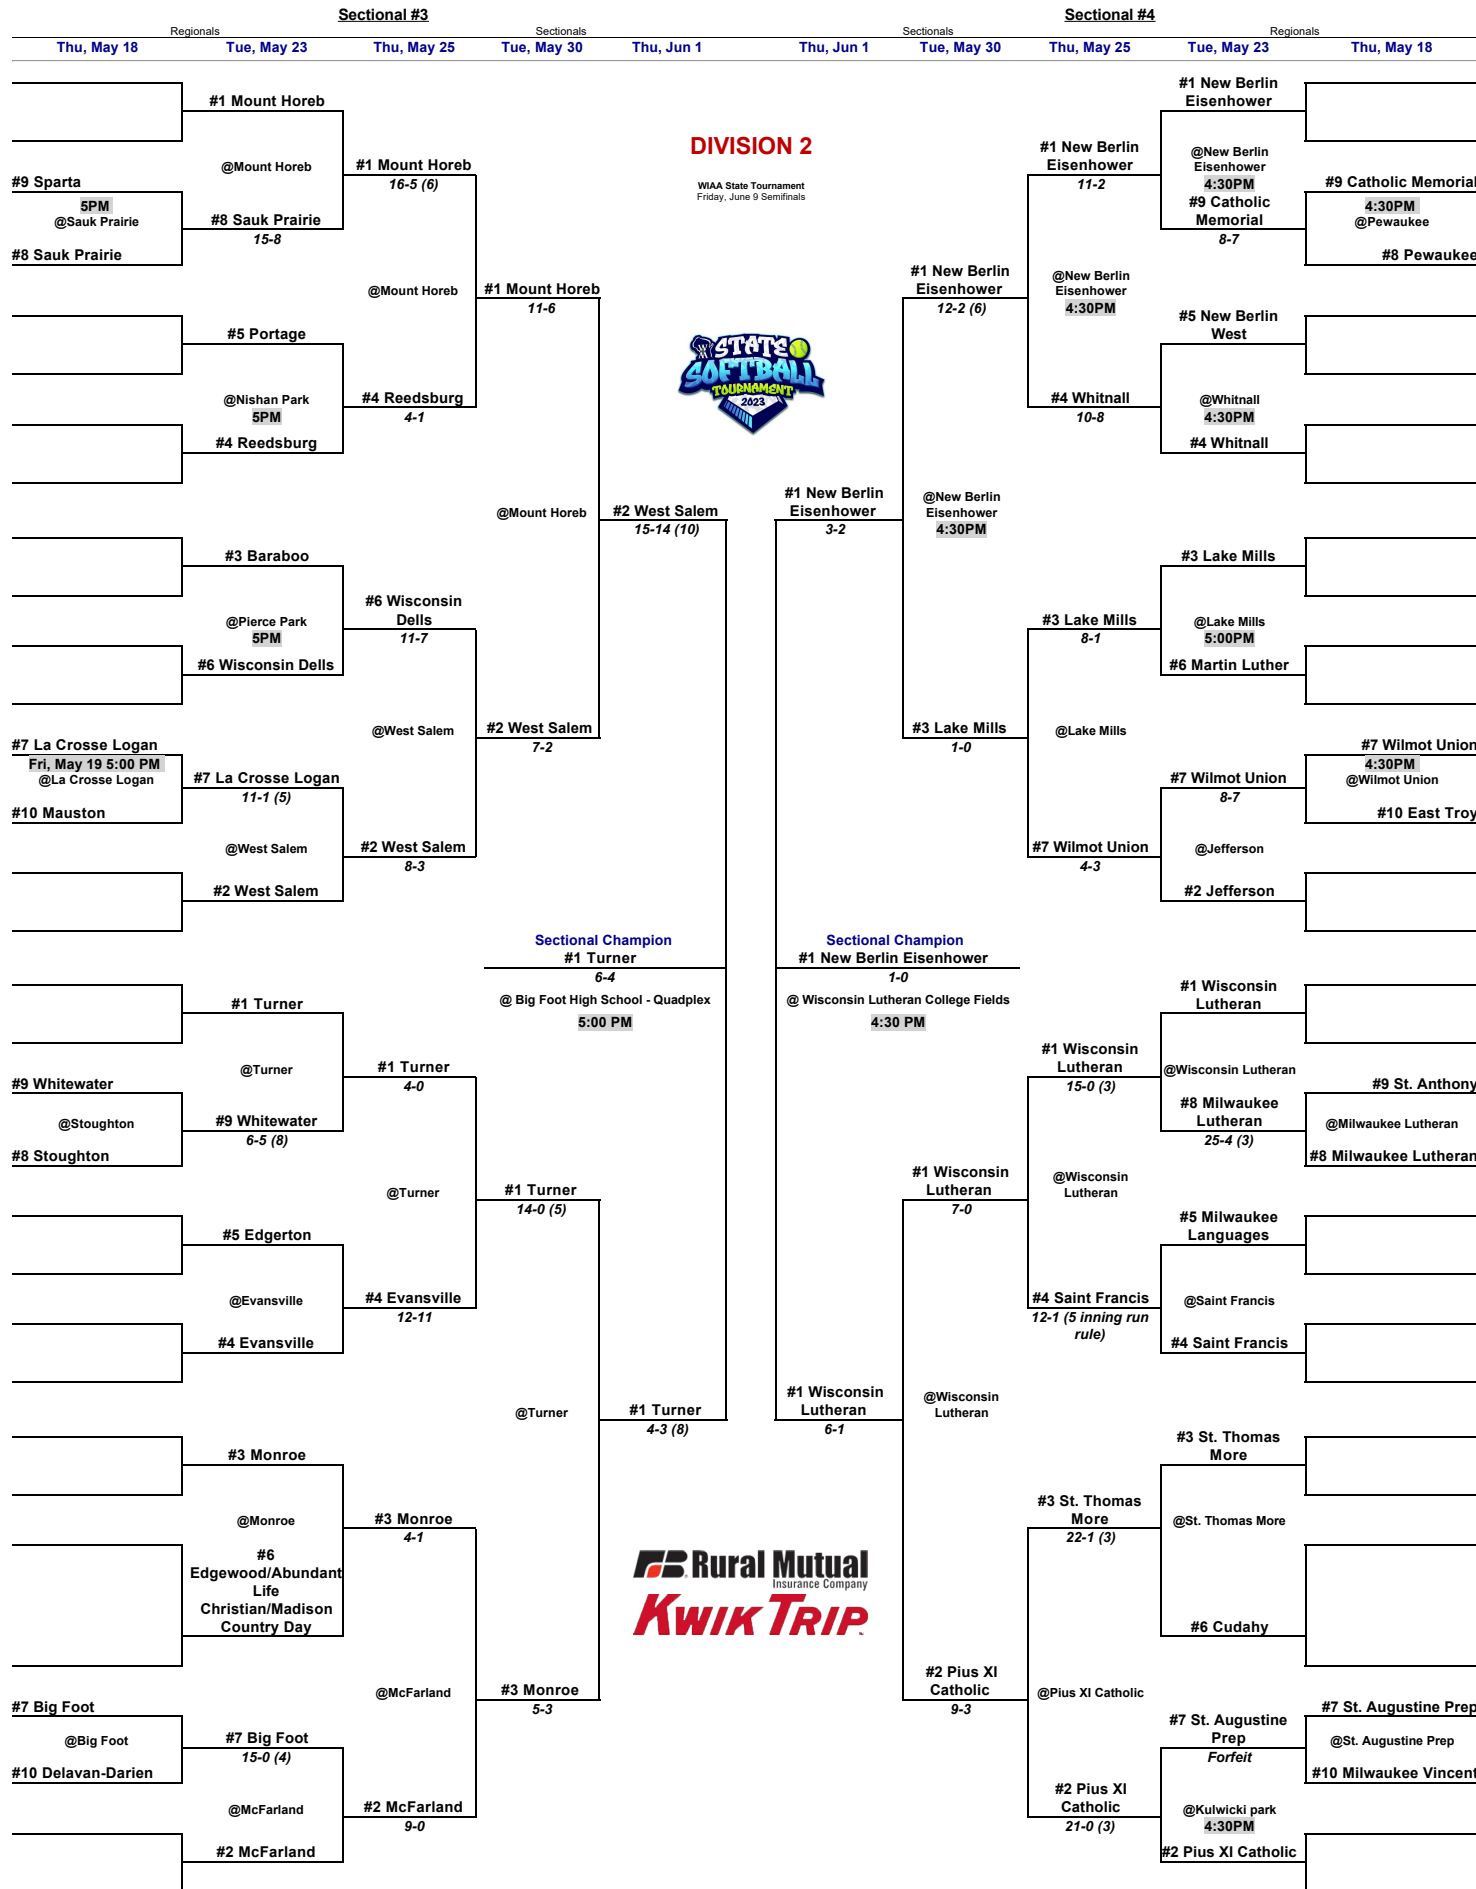 Sectional #3
Sectional #4
Regionals
Sectionals
Sectionals
Regionals
Thu, May 18
Tue, May 23
Thu, May 25
Tue, May 30
Thu, Jun 1
Thu, Jun 1
Tue, May 30
Thu, May 25
Tue, May 23
Thu, May 18
DIVISION 2
WIAA State Tournament
Friday, June 9 Semifinals
STATE
SOFTBALL
TOURNAMENT
2023
#9 Sparta
5PM
@Sauk Prairie
#8 Sauk Prairie
#7 La Crosse Logan
Fri, May 19 5:00 PM
@La Crosse Logan
#10 Mauston
#9 Whitewater
@Stoughton
#8 Stoughton
#7 Big Foot
@Big Foot
#10 Delavan-Darien
#1 Mount Horeb
@Mount Horeb
#8 Sauk Prairie
15-8
#5 Portage
@Nishan Park
5PM
#4 Reedsburg
#3 Baraboo
@Pierce Park
5PM
#6 Wisconsin Dells
#7 La Crosse Logan
11-1 (5)
@West Salem
#2 West Salem
#1 Turner
@Turner
#9 Whitewater
6-5 (8)
#5 Edgerton
@Evansville
#4 Evansville
#3 Monroe
@Monroe
#6
Edgewood/Abundant
Life
Christian/Madison
Country Day
#7 Big Foot
15-0 (4)
@McFarland
#2 McFarland
#1 Mount Horeb
16-5 (6)
@Mount Horeb
#4 Reedsburg
4-1
#6 Wisconsin
Dells
11-7
@West Salem
#2 West Salem
8-3
#1 Turner
4-0
@Turner
#4 Evansville
12-11
#3 Monroe
4-1
@McFarland
#2 McFarland
9-0
#1 Mount Horeb
11-6
@Mount Horeb
#2 West Salem
7-2
#1 Turner
14-0 (5)
@Turner
#3 Monroe
5-3
#2 West Salem
15-14 (10)
Sectional Champion
#1 Turner
6-4
@ Big Foot High School - Quadplex
5:00 PM
#1 Turner
4-3 (8)
Rural Mutual
Insurance Company
KWIK TRIP
#1 New Berlin
Eisenhower
3-2
Sectional Champion
#1 New Berlin Eisenhower
1-0
@ Wisconsin Lutheran College Fields
4:30 PM
#1 Wisconsin
Lutheran
6-1
#1 New Berlin
Eisenhower
12-2 (6)
@New Berlin
Eisenhower
4:30PM
#3 Lake Mills
1-0
#1 Wisconsin
Lutheran
7-0
@Wisconsin
Lutheran
#2 Pius XI
Catholic
9-3
#1 New Berlin
Eisenhower
11-2
@New Berlin
Eisenhower
4:30PM
#4 Whitnall
10-8
#3 Lake Mills
8-1
@Lake Mills
#7 Wilmot Union
4-3
#1 Wisconsin
Lutheran
15-0 (3)
@Wisconsin
Lutheran
#4 Saint Francis
12-1 (5 inning run
rule)
#3 St. Thomas
More
22-1 (3)
@Pius XI Catholic
#2 Pius XI
Catholic
21-0 (3)
#1 New Berlin
Eisenhower
@New Berlin
Eisenhower
4:30PM
#9 Catholic
Memorial
8-7
#5 New Berlin
West
@Whitnall
4:30PM
#4 Whitnall
#3 Lake Mills
@Lake Mills
5:00PM
#6 Martin Luther
#7 Wilmot Union
8-7
@Jefferson
#2 Jefferson
#1 Wisconsin
Lutheran
@Wisconsin Lutheran
#8 Milwaukee
Lutheran
25-4 (3)
#5 Milwaukee
Languages
@Saint Francis
#4 Saint Francis
#3 St. Thomas
More
@St. Thomas More
#6 Cudahy
#7 St. Augustine
Prep
Forfeit
@Kulwicki park
4:30PM
#2 Pius XI Catholic
#9 Catholic Memorial
4:30PM
@Pewaukee
#8 Pewaukee
#7 Wilmot Union
4:30PM
@Wilmot Union
#10 East Troy
#9 St. Anthony
@Milwaukee Lutheran
#8 Milwaukee Lutheran
#7 St. Augustine Prep
@St. Augustine Prep
#10 Milwaukee Vincent